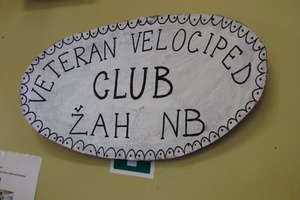 VETERAN VELOCIPED
CLUB
ŽAH NB